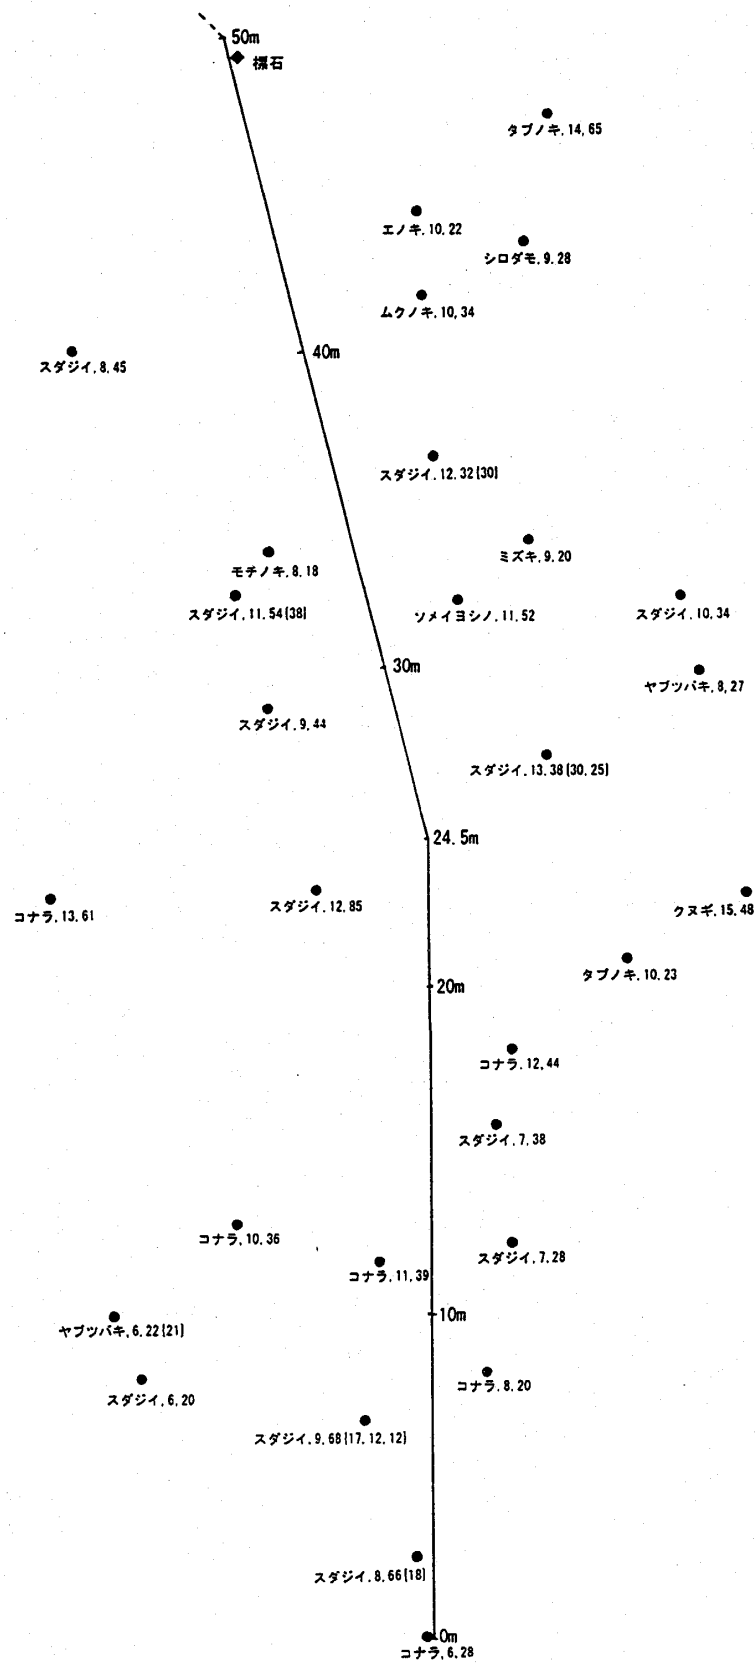 50m
標石
タブノキ,14,65
エノキ,10,22
シロダモ,9,28
ムクノキ,10,34
40m
スダジイ,8,45
スダジイ,12,32[30]
ミズキ,9,20
モチノキ,8,18
スダジイ,11,54[38]
ソメイヨシノ,11,52
スダジイ,10,34
30m
ヤブツバキ,8,27
スダジイ,9,44
スダジイ,13,38[30,25]
24.5m
コナラ,13,61
スダジイ,12,85
クヌギ,15,48
タブノキ,10,23
20m
コナラ,12,44
スダジイ,7,38
コナラ,10,36
スダジイ,7,28
コナラ,11,39
10m
ヤブツバキ,6,22[21]
スダジイ,6,20
コナラ,8,20
スダジイ,9,68[17,12,12]
スダジイ,8,66[18]
0m
コナラ,6,28